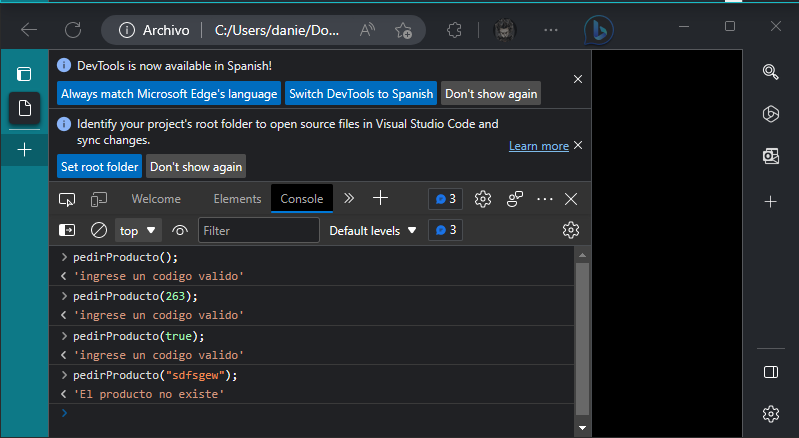 Archivo C:/Users/danie/Do...
DevTools is now available in Spanish!
Always match Microsoft Edge's language Switch DevTools to Spanish Don't show again
Identify your project's root folder to open source files in Visual Studio Code and
sync changes.
Learn more
Set root folder Don't show again
Welcome Elements Console 3
top Filter Default levels 3
pedirProducto();
'ingrese un codigo valido'
pedirProducto(263);
'ingrese un codigo valido'
pedirProducto(true);
'ingrese un codigo valido'
pedirProducto("sdfsgew");
'El producto no existe'